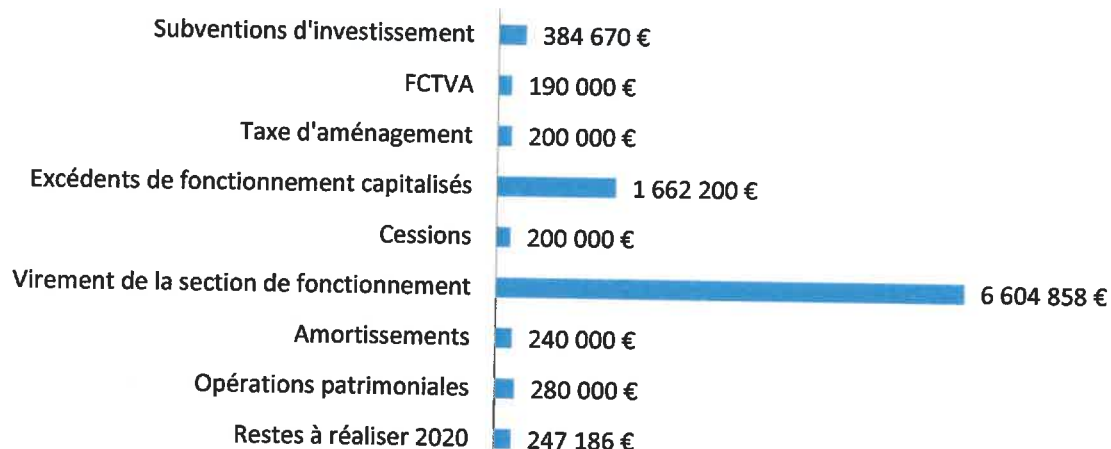 Subventions d'investissement 384 670 €
FCTVA 190 000 €
Taxe d'aménagement 200 000 €
Excédents de fonctionnement capitalisés 1 662 200 €
Cessions 200 000 €
Virement de la section de fonctionnement 6 604 858 €
Amortissements 240 000 €
Opérations patrimoniales 280 000 €
Restes à réaliser 2020 247 186 €